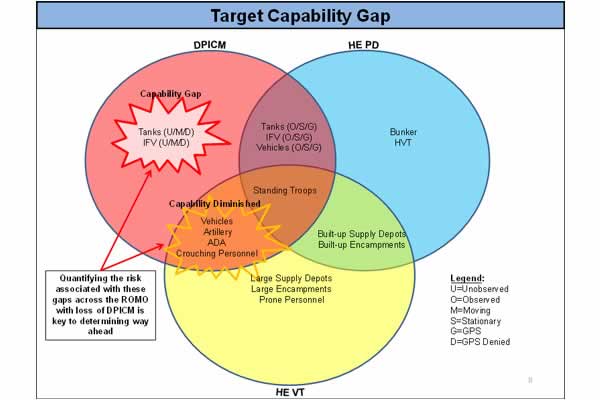 Target Capability Gap
DPICM
HE PD
Capability Gap
Tanks (U/M/D)
IFV (U/M/D)
Tanks (O/S/G)
IFV (O/S/G)
Vehicles (O/S/G)
Bunker
HVT
Standing Troops
Capability Diminished
Vehicles
Artillery
ADA
Crouching Personnel
Built-up Supply Depots
Built-up Encampments
Large Supply Depots
Large Encampments
Prone Personnel
Quantifying the risk
associated with these
gaps across the ROMO
with loss of DPICM is
key to determining way
ahead
Legend:
U=Unobserved
O=Observed
M=Moving
S=Stationary
G=GPS
D=GPS Denied
HE VT